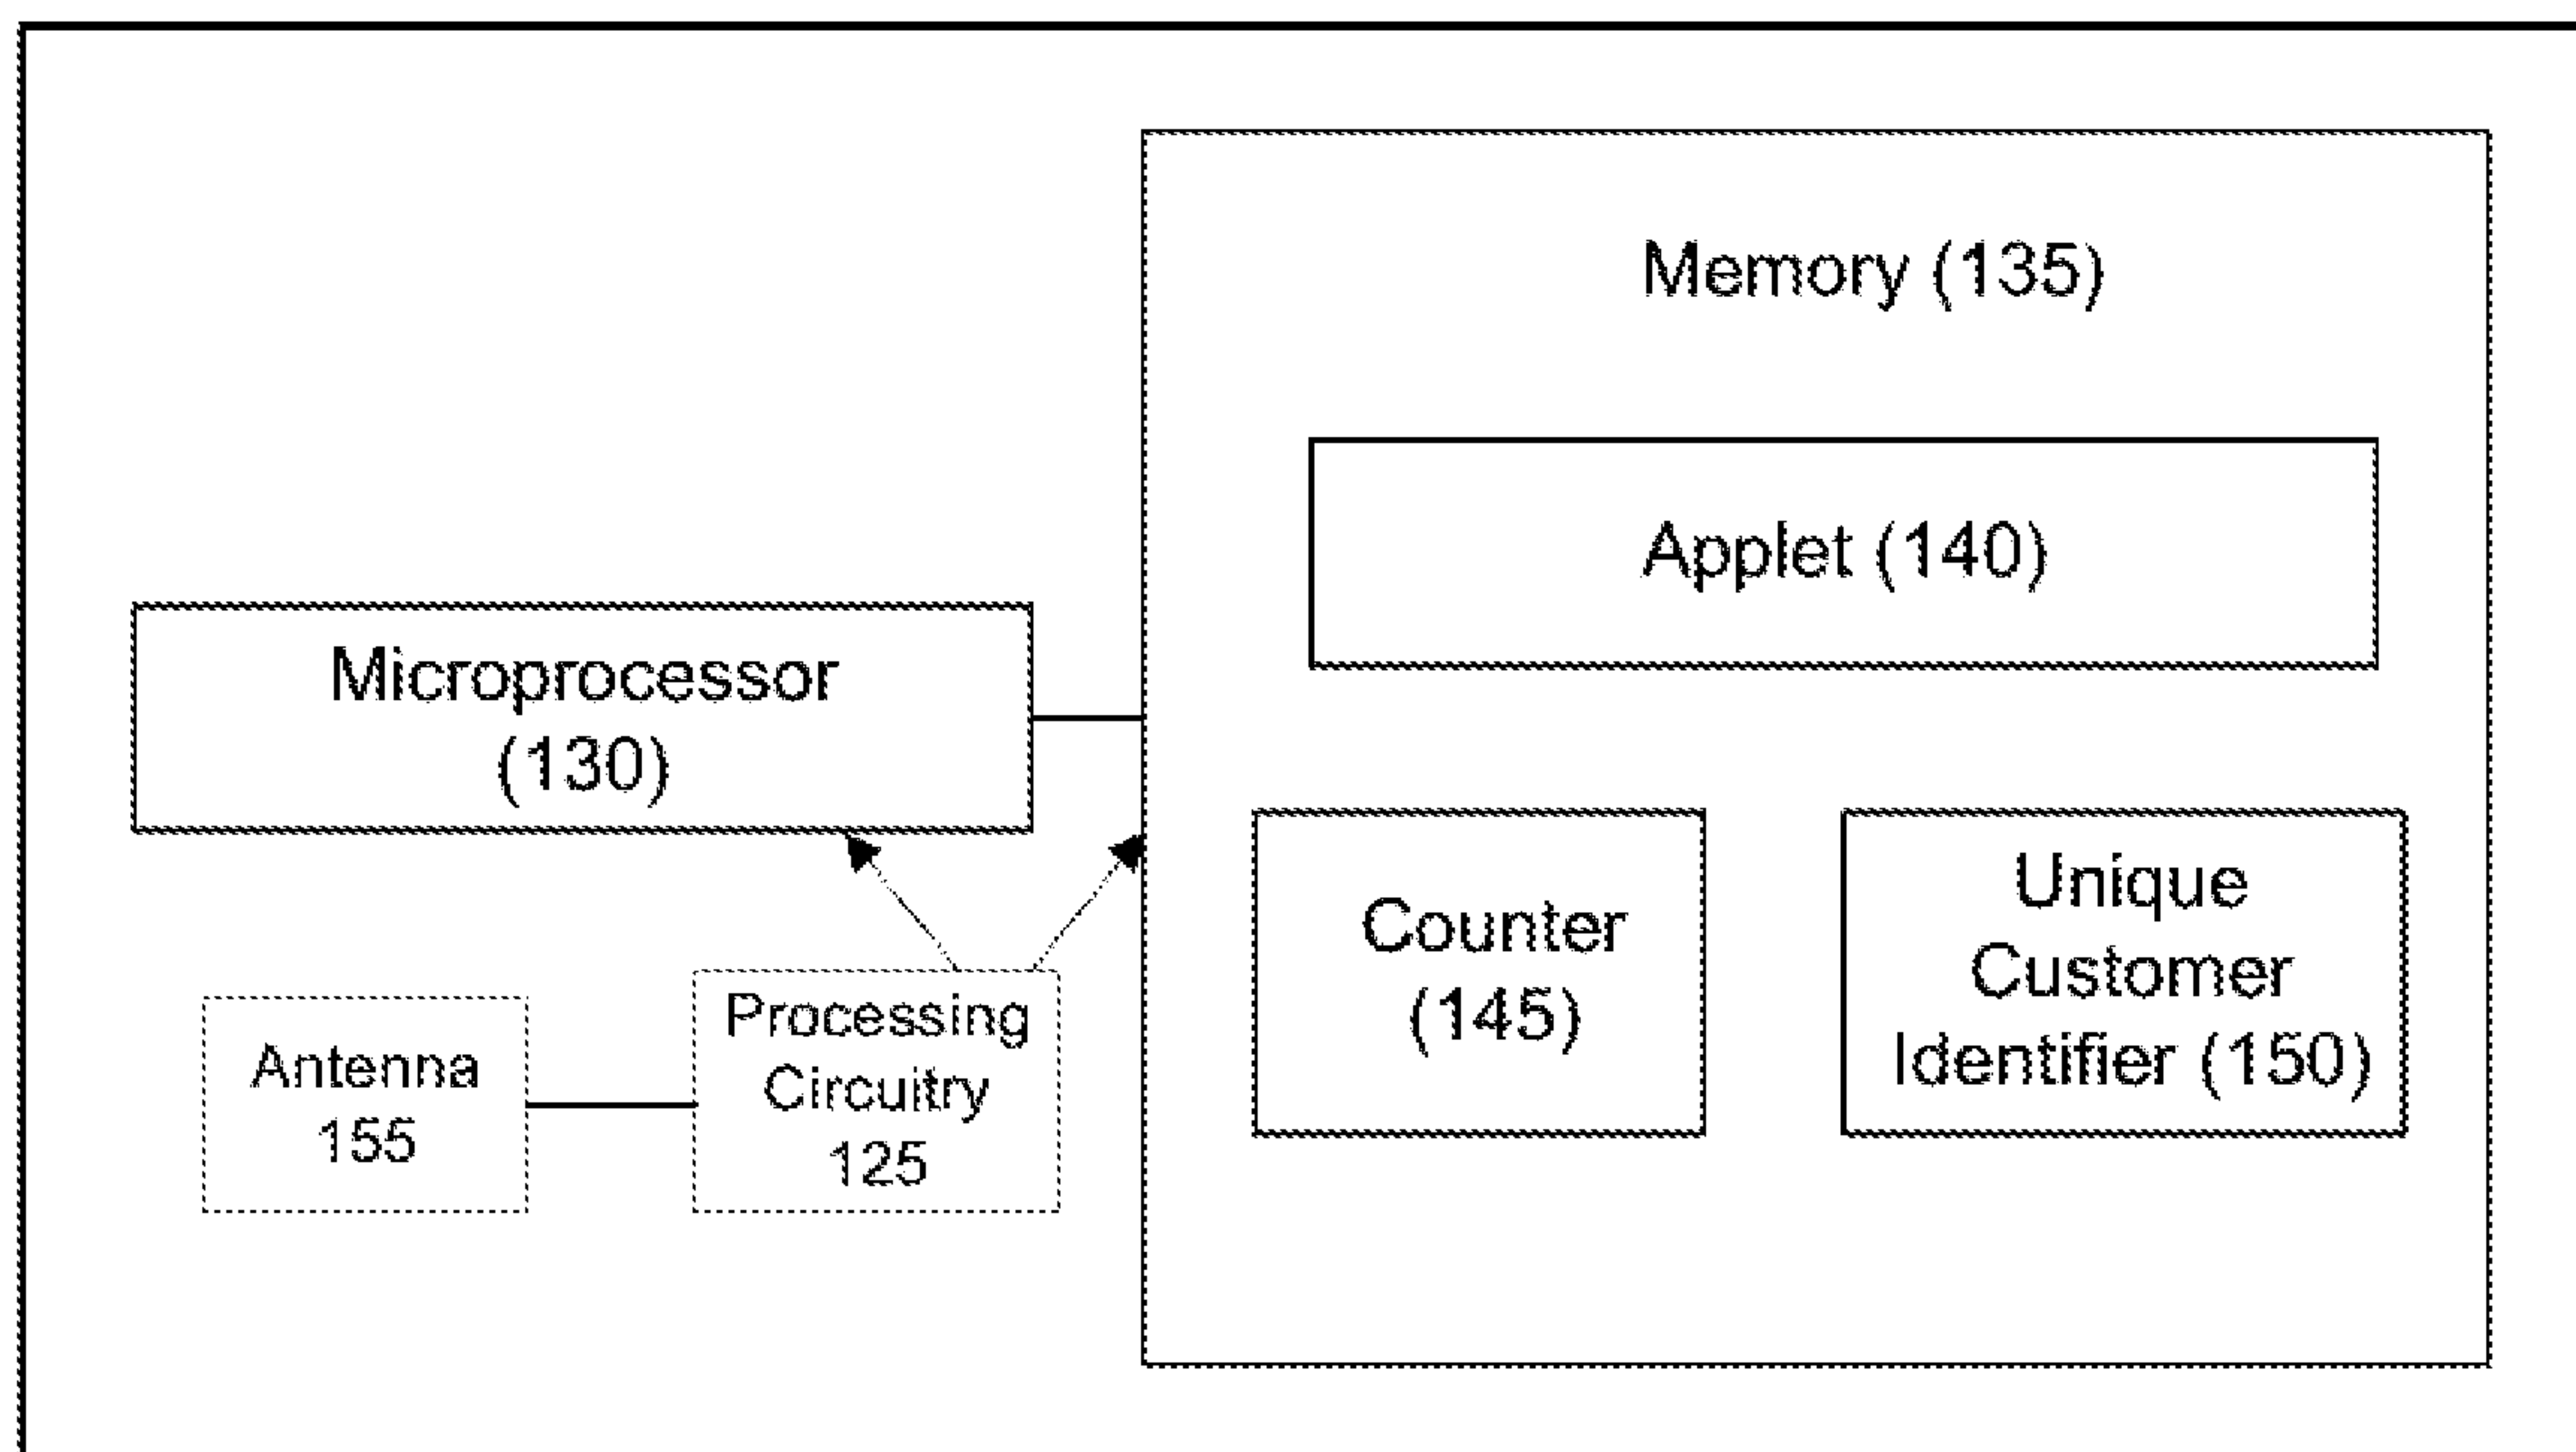 Memory (135)
Applet (140)
Microprocessor
(130)
Counter
(145)
Unique
Customer
Identifier (150)
Antenna
155
Processing
Circuitry
125